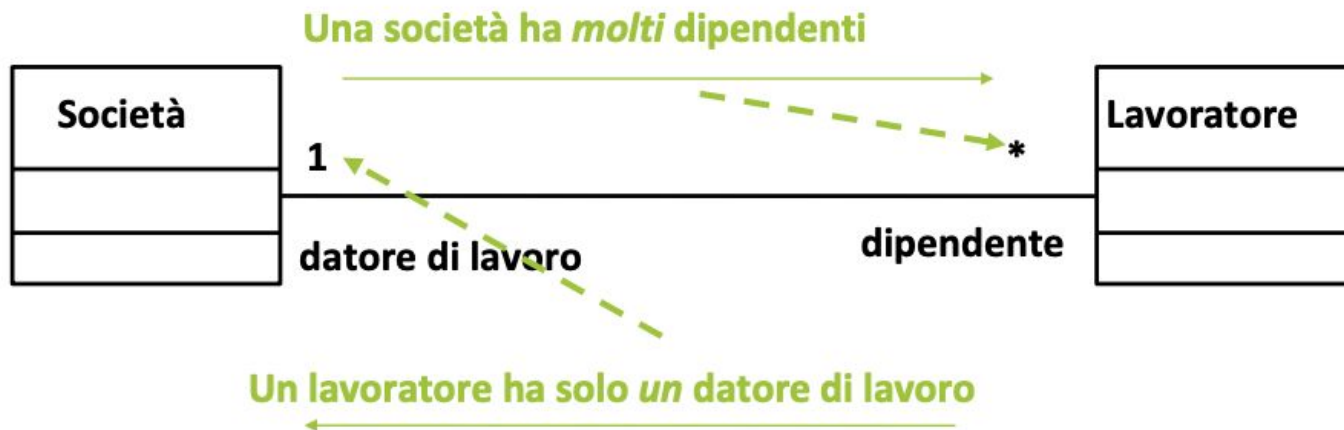 Una società ha molti dipendenti
Società
Lavoratore
1
*
datore di lavoro
dipendente
Un lavoratore ha solo un datore di lavoro